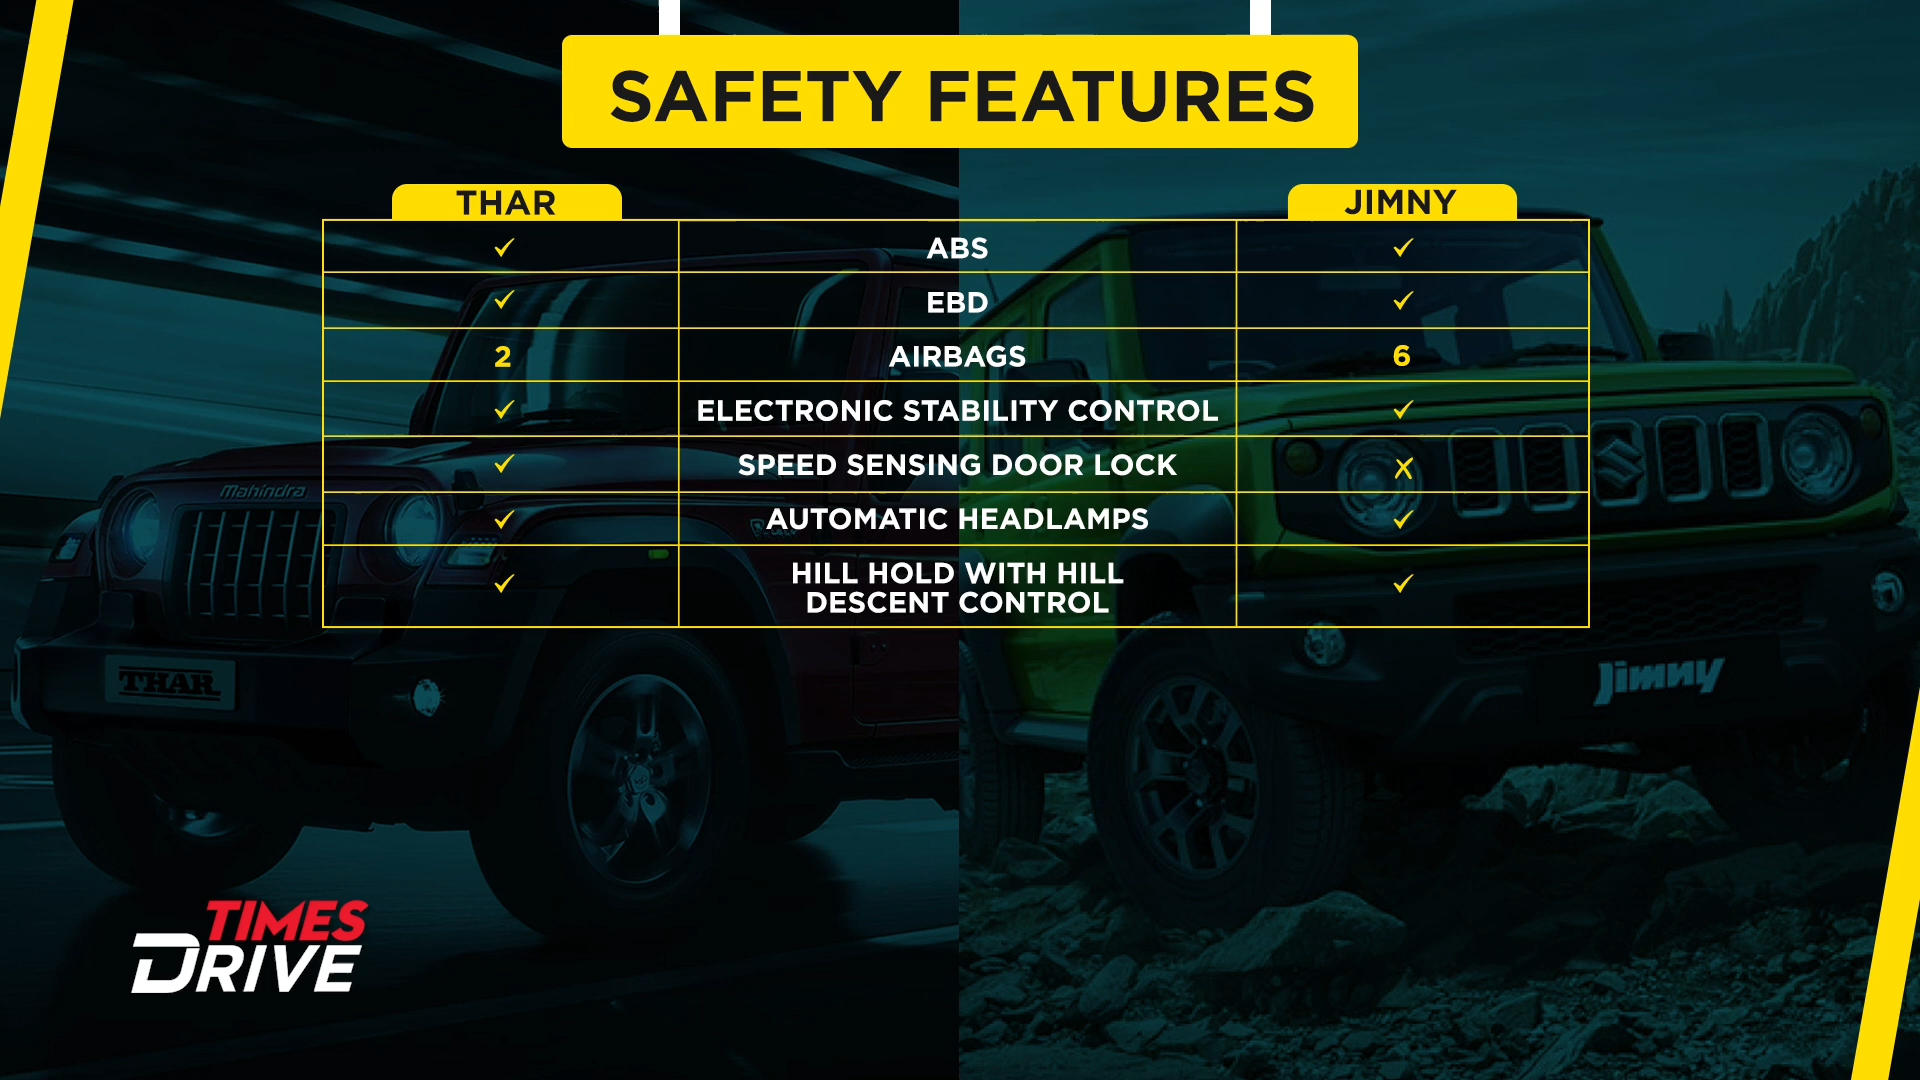 SAFETY FEATURES
THAR JIMNY
✓ ABS ✓
✓ EBD ✓
2 AIRBAGS 6
✓ ELECTRONIC STABILITY CONTROL ✓
✓ SPEED SENSING DOOR LOCK X
✓ AUTOMATIC HEADLAMPS ✓
✓ HILL HOLD WITH HILL ✓
DESCENT CONTROL
Mahindra
THAR
Jimny
TIMES
DRIVE